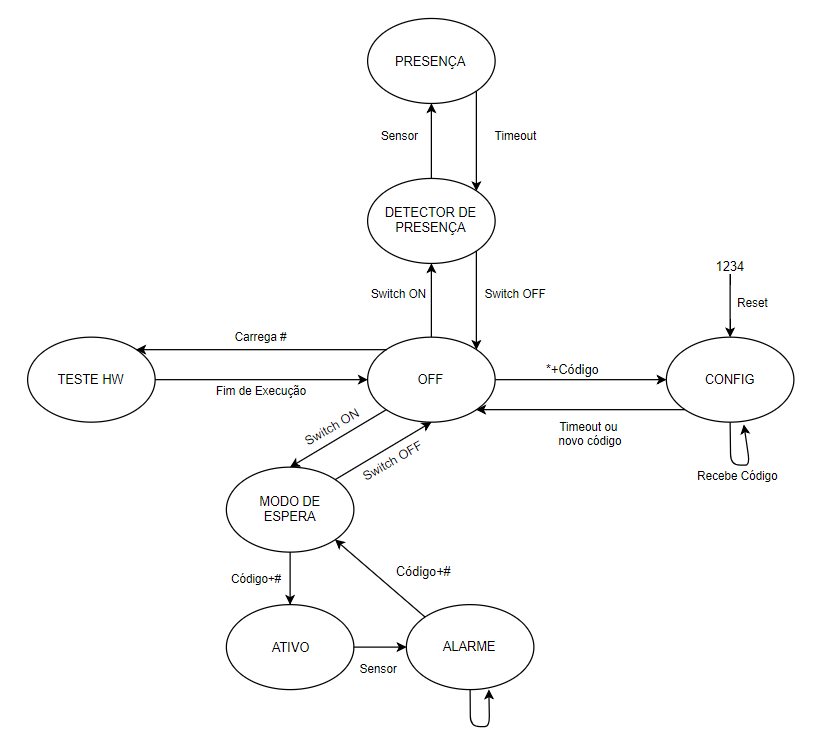 PRESENÇA
Sensor
Timeout
DETECTOR DE
PRESENÇA
Switch ON
Switch OFF
1234
Reset
Carrega #
TESTE HW
OFF
*+Código
CONFIG
Fim de Execução
Timeout ou
novo código
Switch ON
Switch OFF
Recebe Código
MODO DE
ESPERA
Código+#
Código+#
ATIVO
Sensor
ALARME